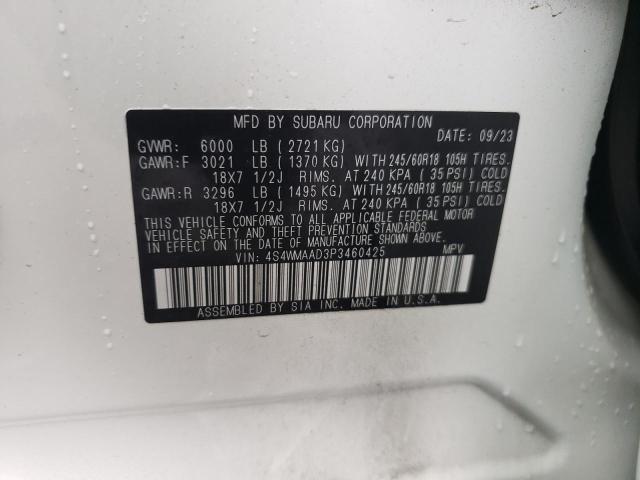 MFD BY SUBARU CORPORATION
DATE: 09/23
GVWR: 6000 LB ( 2721 KG)
GAWR:F 3021 LB ( 1370 KG) WITH 245/60R18 105H TIRES.
18X7 1/2J RIMS. AT 240 KPA ( 35 PSI) COLD
GAWR:R 3296 LB ( 1495 KG) WITH 245/60R18 105H TIRES.
18X7 1/2J RIMS. AT 240 KPA ( 35 PSI) COLD
THIS VEHICLE CONFORMS TO ALL APPLICABLE FEDERAL MOTOR
VEHICLE SAFETY AND THEFT PREVENTION STANDARDS
IN EFFECT ON THE DATE OF MANUFACTURE SHOWN ABOVE.
VIN: 4S4WMAAD3P3460425 MPV
ASSEMBLED BY SIA INC. MADE IN U.S.A.